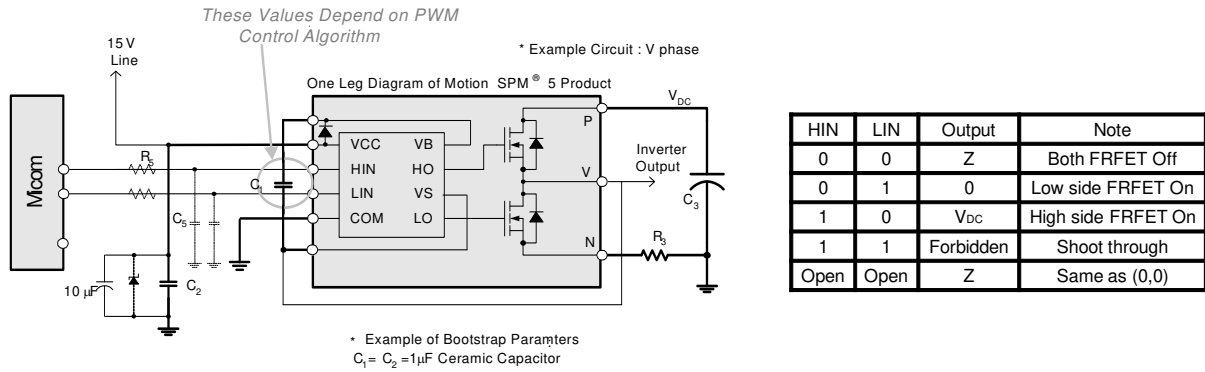 These Values Depend on PWM
Control Algorithm
15 V
Line
* Example Circuit : V phase
One Leg Diagram of Motion SPM® 5 Product
VDC
P
Micom
R5
C1
VCC
VB
HIN
HO
LIN
VS
COM
LO
V
Inverter
Output
C3
C5
N
R3
10 μF
C2
* Example of Bootstrap Paramters
C1= C2 =1μF Ceramic Capacitor
HIN LIN Output Note
0 0 Z Both FRFET Off
0 1 0 Low side FRFET On
1 0 VDC High side FRFET On
1 1 Forbidden Shoot through
Open Open Z Same as (0,0)